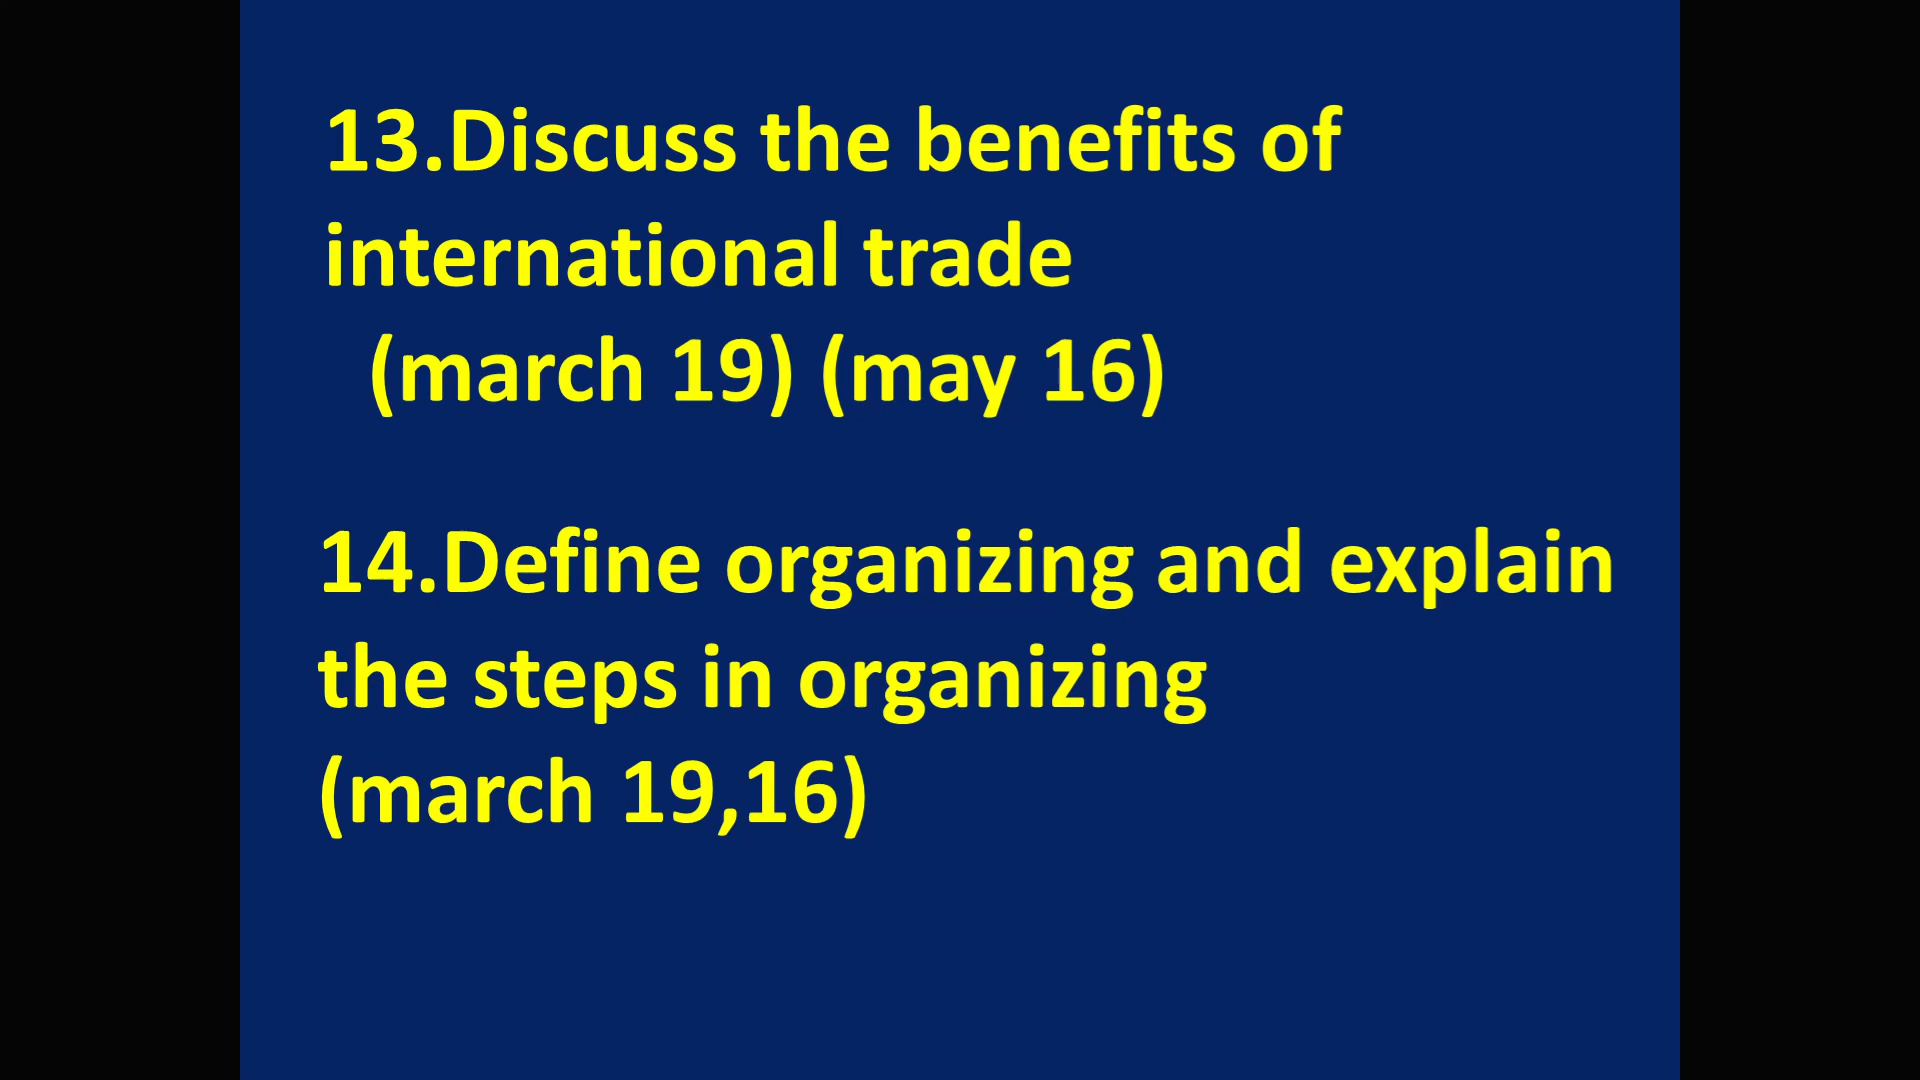 13.Discuss the benefits of
international trade
(march 19) (may 16)
14.Define organizing and explain
the steps in organizing
(march 19,16)